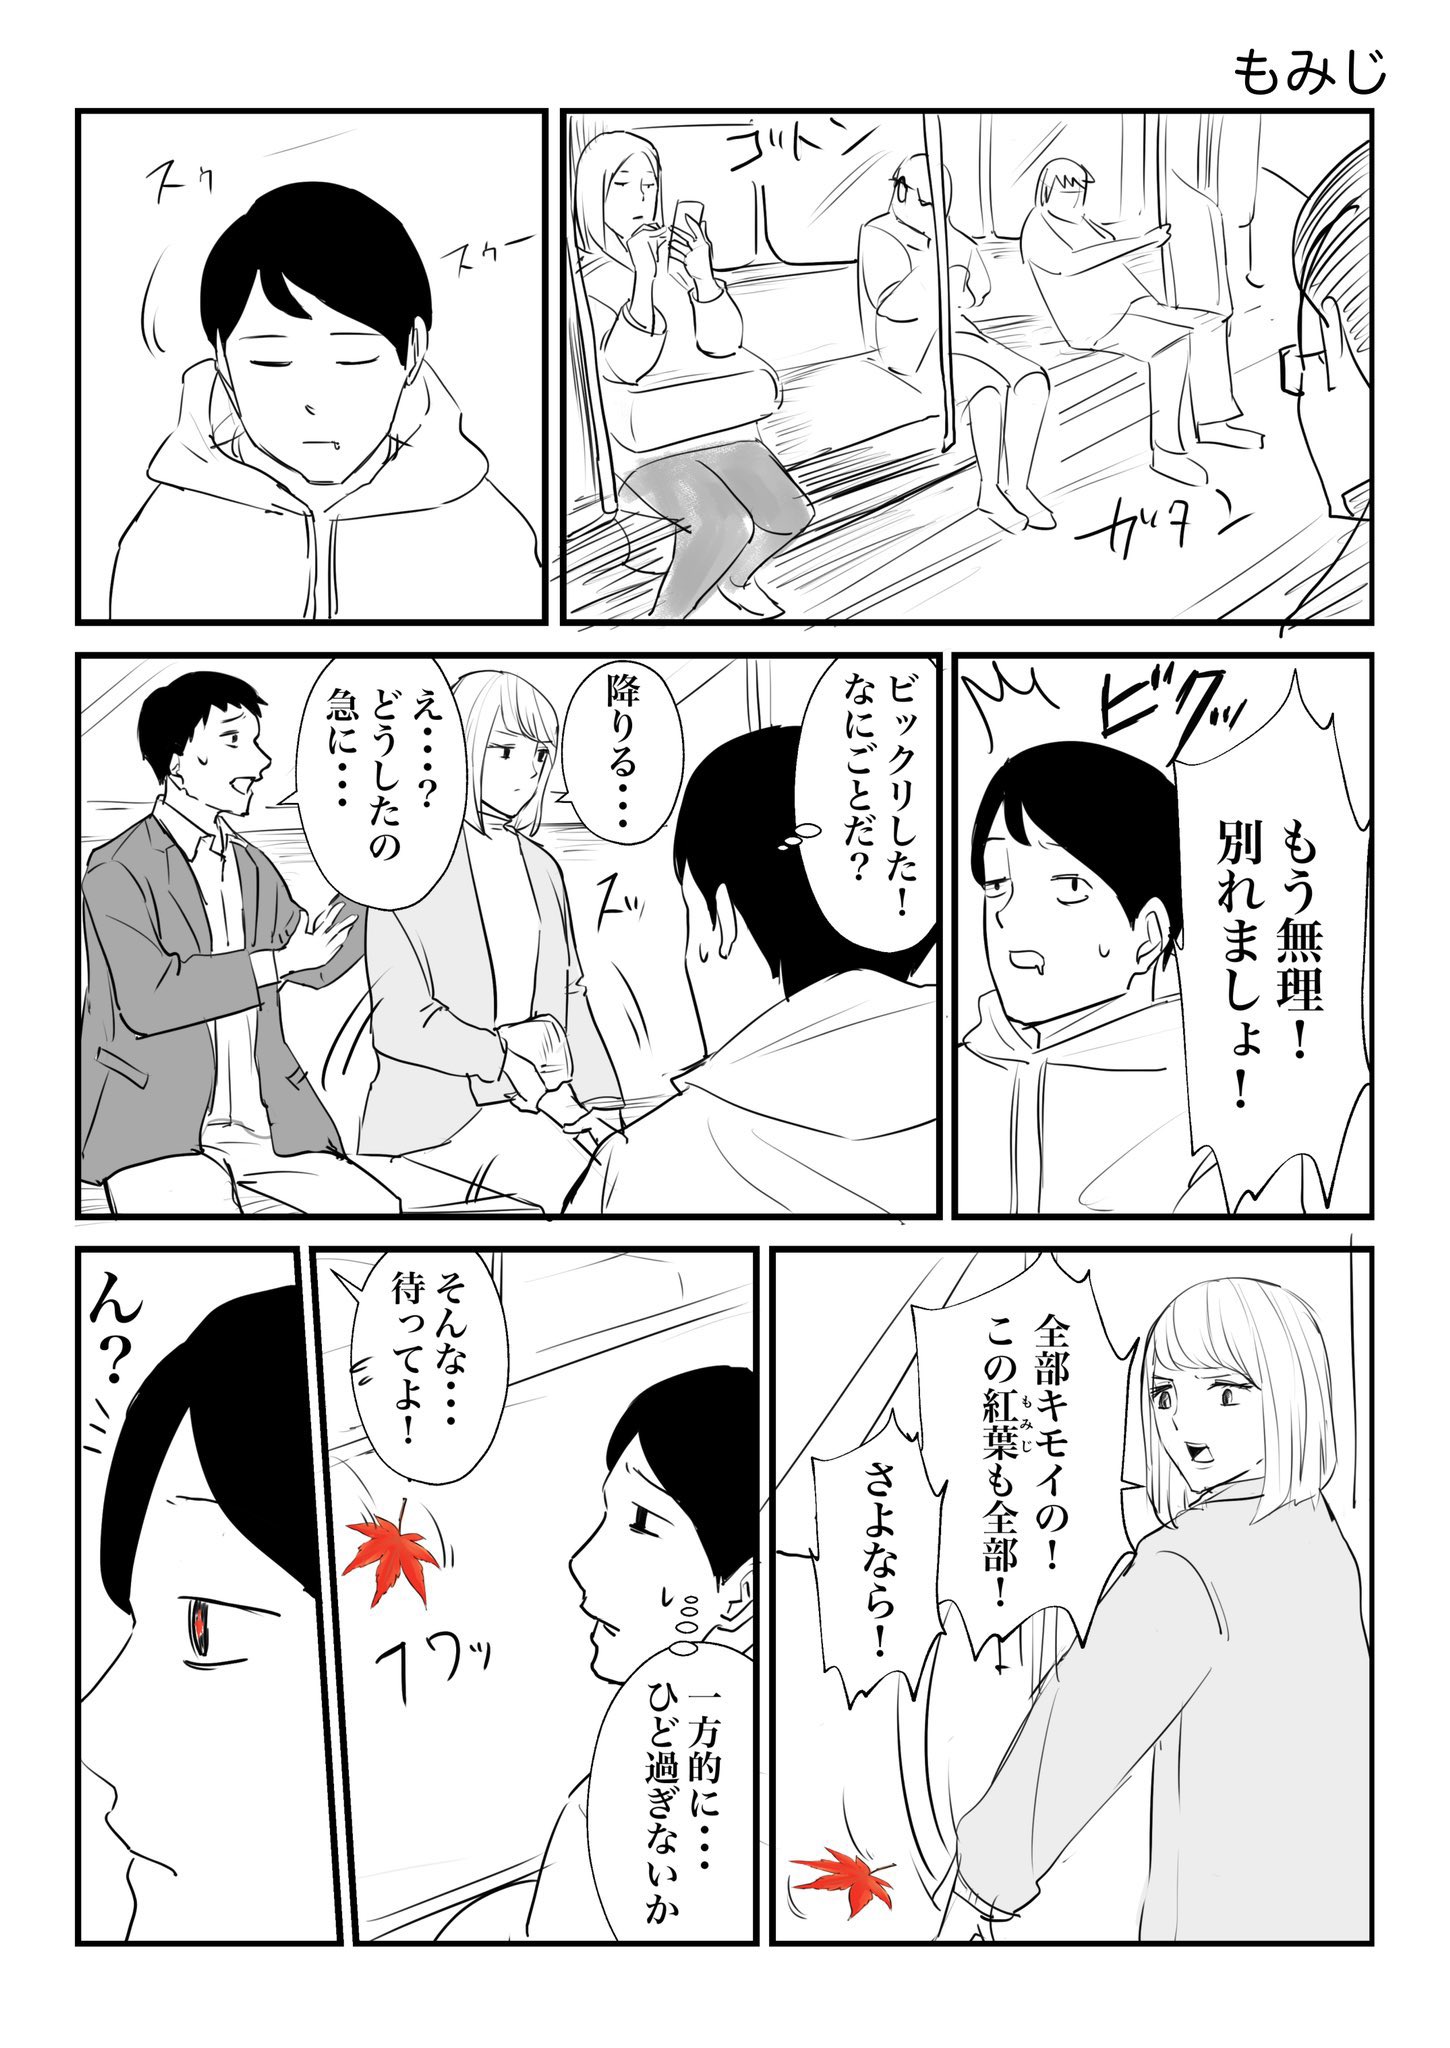 もみじ
ゴットン
ガタン
スゥ
スゥー
もう無理！
別れましょ！
ビクッ
ビックリした！
なにごとだ？
降りる・・・
ズッ
え・・・？
どうしたの
急に・・・
全部キモイの！
この紅葉も全部！
もみじ
さよなら！
そんな・・・
待ってよ！
イワッ
一方的に・・・
ひど過ぎないか
ん？